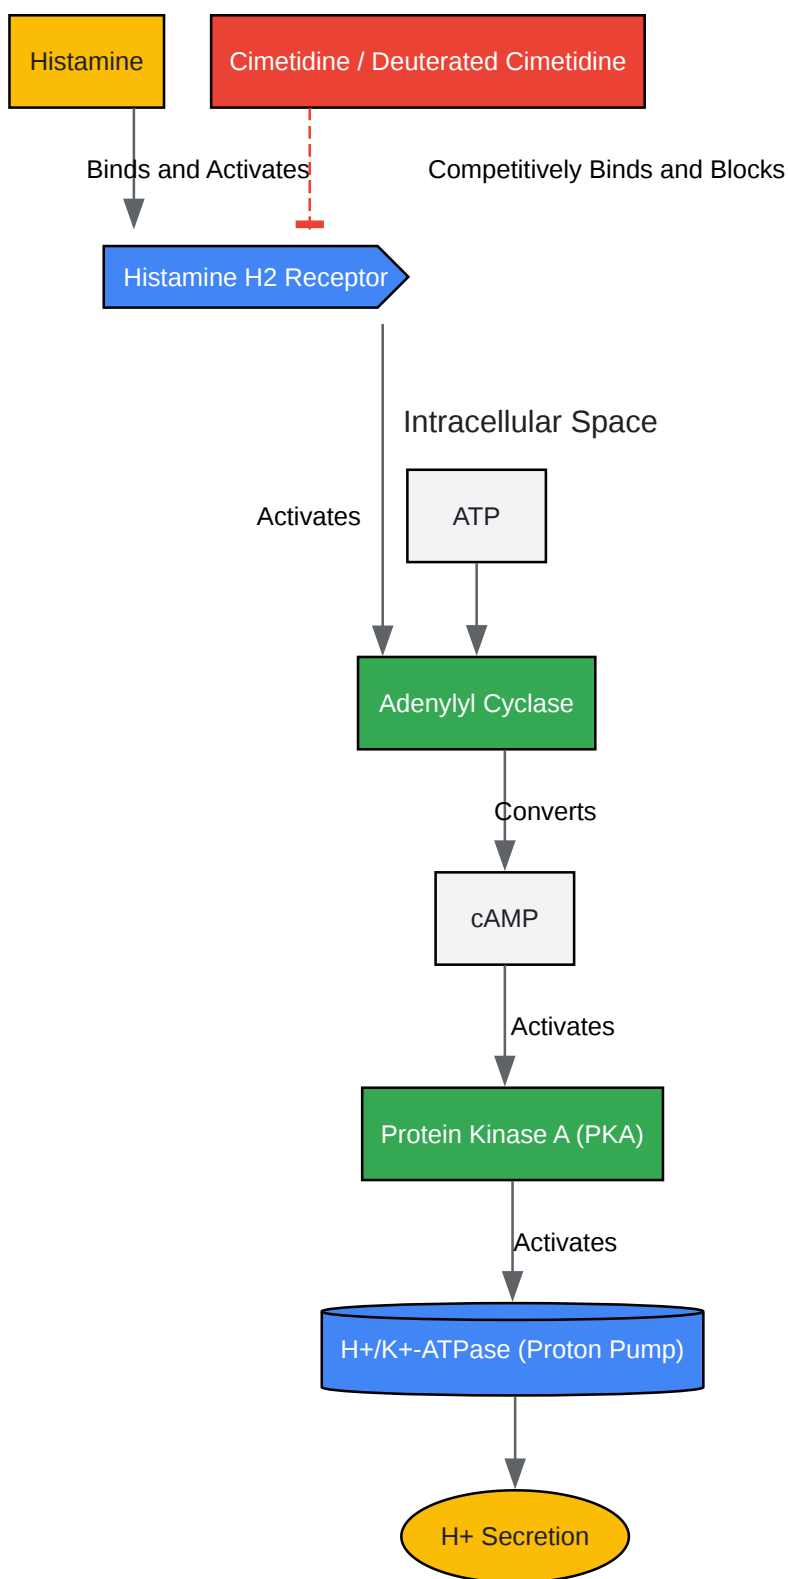 Histamine
Cimetidine / Deuterated Cimetidine
Binds and Activates
Competitively Binds and Blocks
Histamine H2 Receptor
Intracellular Space
Activates
ATP
Adenylyl Cyclase
Converts
cAMP
Activates
Protein Kinase A (PKA)
Activates
H+/K+-ATPase (Proton Pump)
H+ Secretion